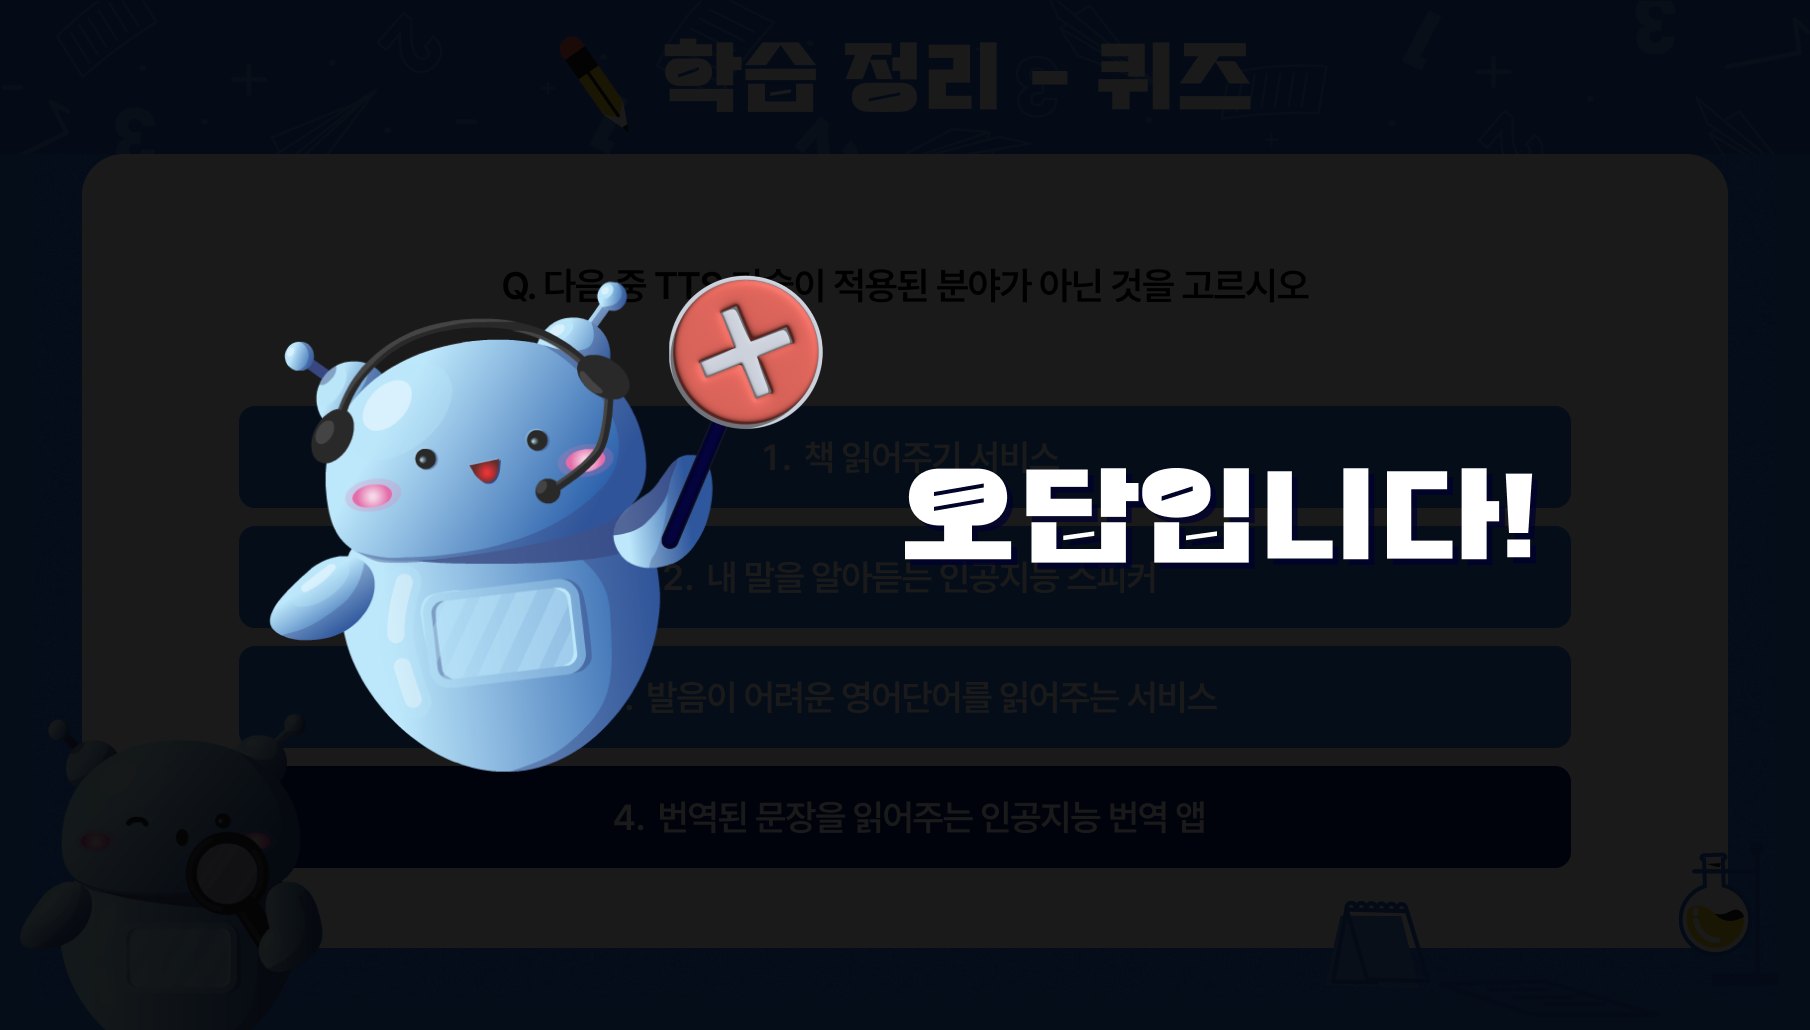 학습 정리 - 퀴즈
Q. 다음 중 TTS 기술이 적용된 분야가 아닌 것을 고르시오
1. 책 읽어주기 서비스
오답입니다!
2. 내 말을 알아듣는 인공지능 스피커
발음이 어려운 영어단어를 읽어주는 서비스
4. 번역된 문장을 읽어주는 인공지능 번역 앱